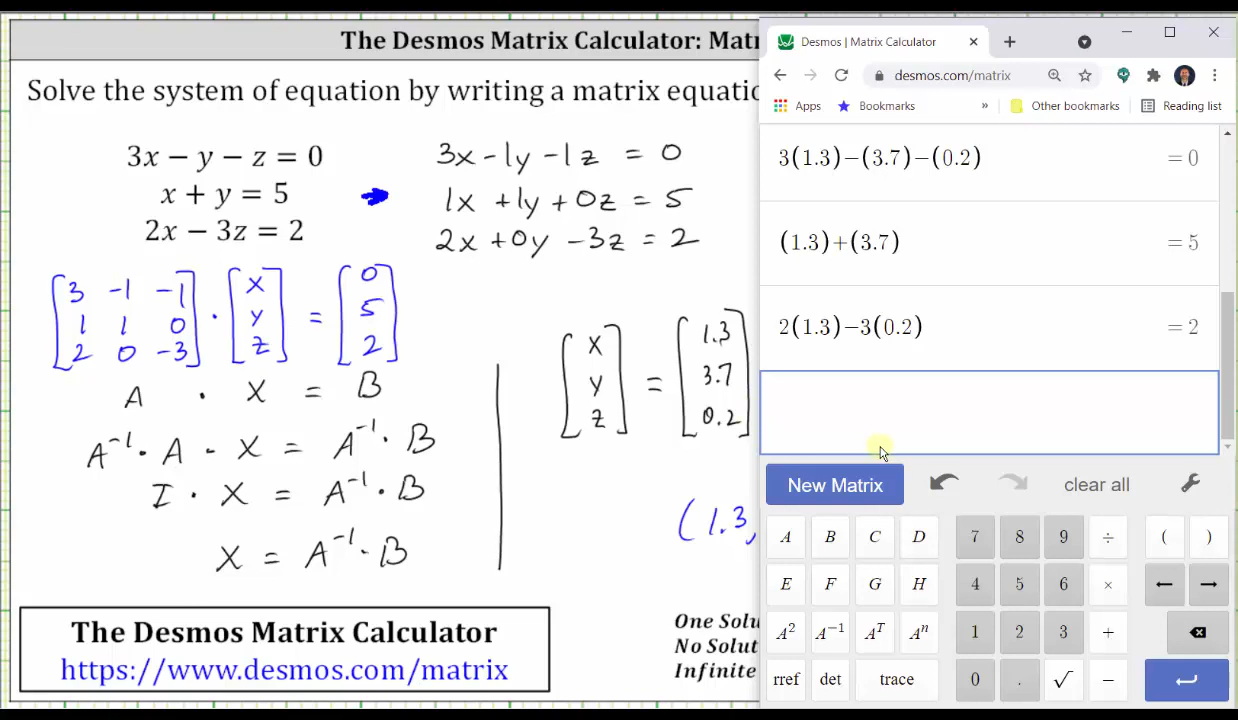 The Desmos Matrix Calculator: Mat
Solve the system of equation by writing a matrix equatio
3x − y − z = 0
x + y = 5
2x − 3z = 2
3x -1y -1z = 0
1x +1y +0z = 5
2x +0y -3z = 2
[3 -1 -1] [x] [0]
[1 1 0] · [y] = [5]
[2 0 -3] [z] [2]
A · X = B
A⁻¹ · A · X = A⁻¹ · B
I · X = A⁻¹ · B
X = A⁻¹ · B
[x] [1.3]
[y] = [3.7]
[z] [0.2]
(1.3,
The Desmos Matrix Calculator
https://www.desmos.com/matrix
One Solu
No Solut
Infinite
Desmos | Matrix Calculator
desmos.com/matrix
Apps Bookmarks » Other bookmarks Reading list
3(1.3)−(3.7)−(0.2) = 0
(1.3)+(3.7) = 5
2(1.3)−3(0.2) = 2
New Matrix clear all
A B C D 7 8 9 ÷ ( )
E F G H 4 5 6 × ← →
A² A⁻¹ Aᵀ Aⁿ 1 2 3 +
rref det trace 0 . √ −